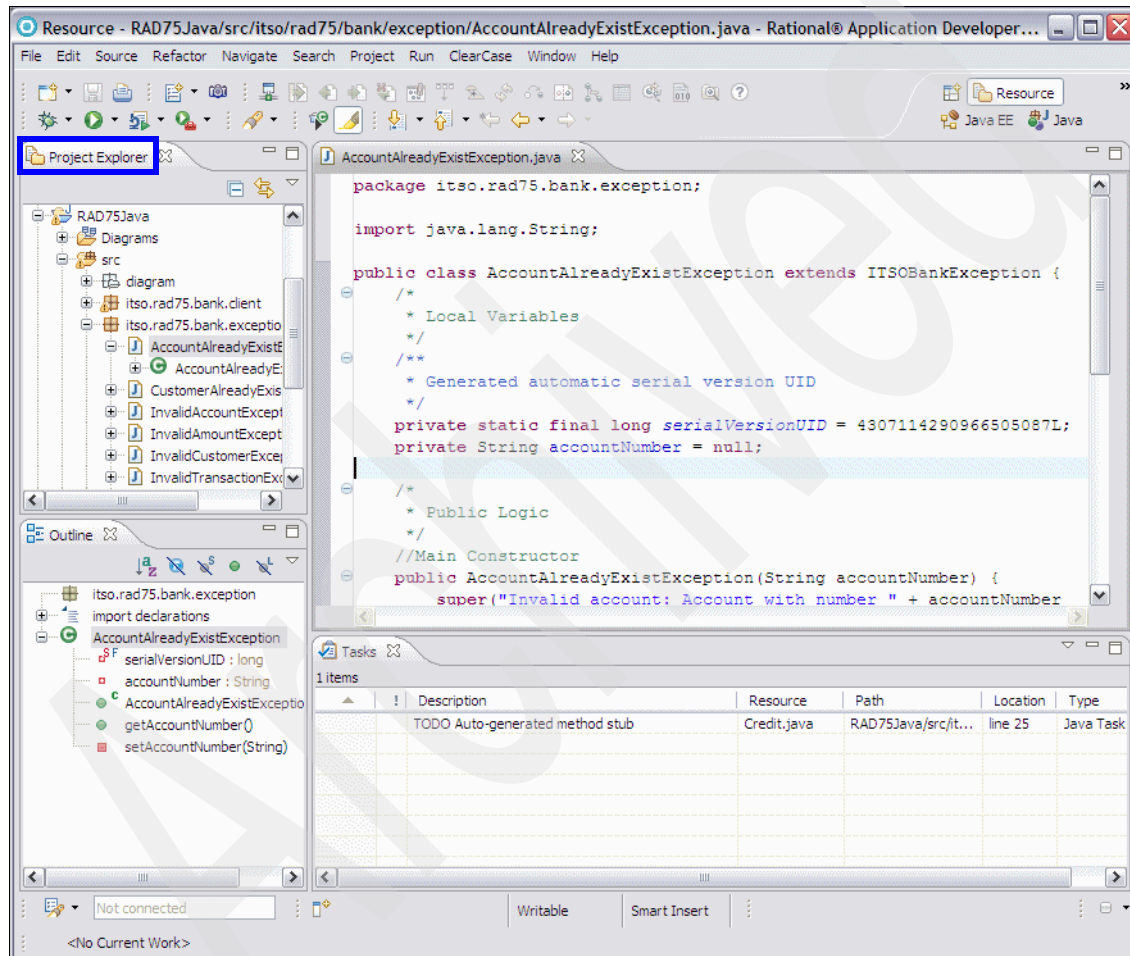 Resource - RAD75Java/src/itso/rad75/bank/exception/AccountAlreadyExistException.java - Rational® Application Developer...
File Edit Source Refactor Navigate Search Project Run ClearCase Window Help
Resource
»
Java EE Java
Project Explorer
RAD75Java
Diagrams
src
diagram
itso.rad75.bank.client
itso.rad75.bank.exceptio
AccountAlreadyExistE
AccountAlreadyE
CustomerAlreadyExis
InvalidAccountExcept
InvalidAmountExcept
InvalidCustomerExce
InvalidTransactionExc
AccountAlreadyExistException.java
package itso.rad75.bank.exception;
import java.lang.String;
public class AccountAlreadyExistException extends ITSOBankException {
/*
* Local Variables
*/
/**
* Generated automatic serial version UID
*/
private static final long serialVersionUID = 4307114290966505087L;
private String accountNumber = null;
/*
* Public Logic
*/
//Main Constructor
public AccountAlreadyExistException(String accountNumber) {
super("Invalid account: Account with number " + accountNumber
Outline
itso.rad75.bank.exception
import declarations
AccountAlreadyExistException
serialVersionUID : long
accountNumber : String
AccountAlreadyExistExceptio
getAccountNumber()
setAccountNumber(String)
Tasks
1 items
! Description Resource Path Location Type
TODO Auto-generated method stub Credit.java RAD75Java/src/it... line 25 Java Task
Not connected
Writable
Smart Insert
<No Current Work>
Archived